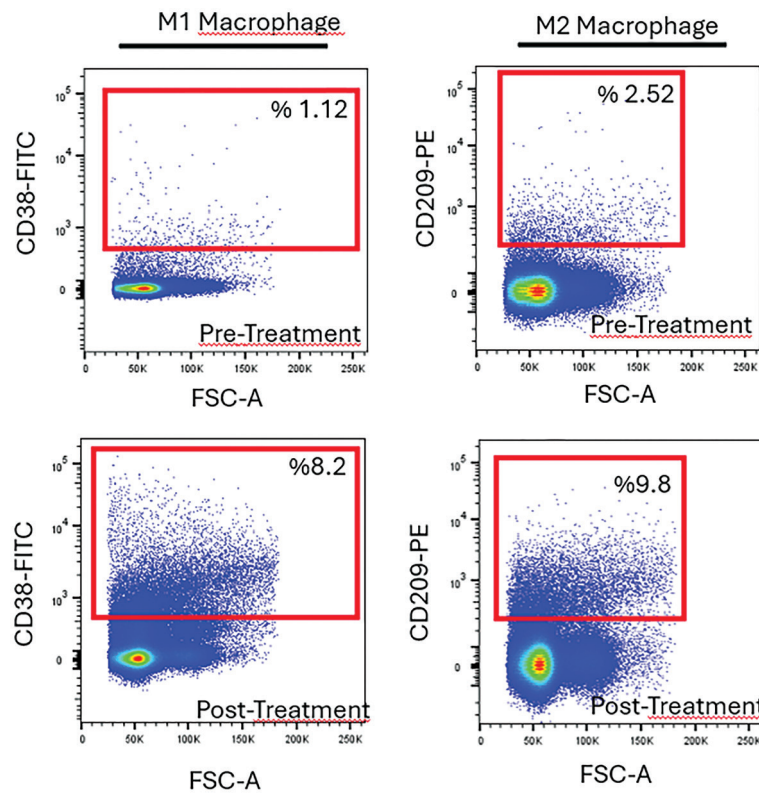 M1 Macrophage
M2 Macrophage
CD38-FITC
10^5
10^4
10^3
0
% 1.12
Pre-Treatment
0 50K 100K 150K 200K 250K
FSC-A
CD209-PE
10^5
10^4
10^3
0
% 2.52
Pre-Treatment
0 50K 100K 150K 200K 250K
FSC-A
CD38-FITC
10^5
10^4
10^3
0
%8.2
Post-Treatment
0 50K 100K 150K 200K 250K
FSC-A
CD209-PE
10^5
10^4
10^3
0
%9.8
Post-Treatment
0 50K 100K 150K 200K 250K
FSC-A